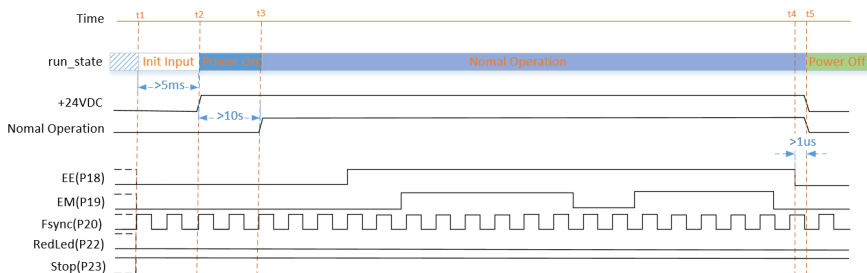 Time
t1 t2 t3 t4 t5
run_state Init Input Power On Nomal Operation Power Off
>5ms
+24VDC
>10s
Nomal Operation
>1us
EE(P18)
EM(P19)
Fsync(P20)
RedLed(P22)
Stop(P23)